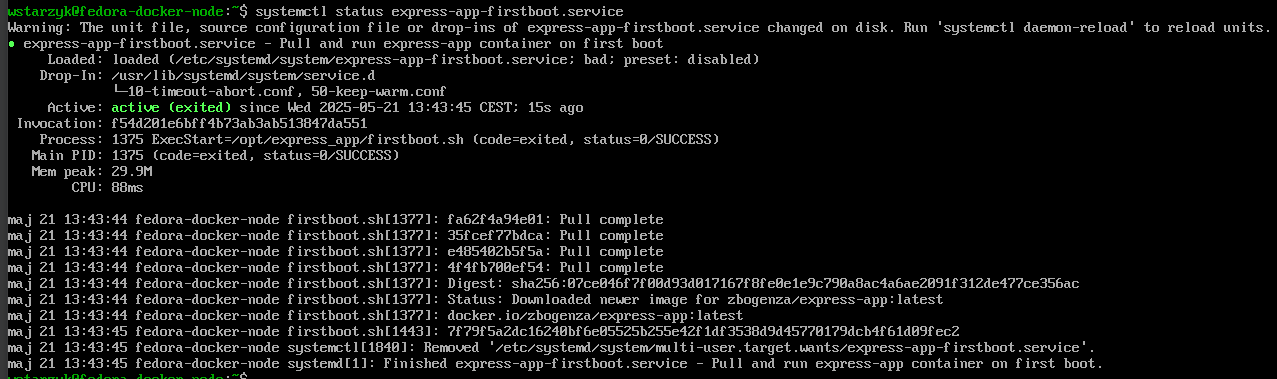 wstarzyk@fedora-docker-node:~$ systemctl status express-app-firstboot.service
Warning: The unit file, source configuration file or drop-ins of express-app-firstboot.service changed on disk. Run 'systemctl daemon-reload' to reload units.
● express-app-firstboot.service - Pull and run express-app container on first boot
     Loaded: loaded (/etc/systemd/system/express-app-firstboot.service; bad; preset: disabled)
    Drop-In: /usr/lib/systemd/system/service.d
             └─10-timeout-abort.conf, 50-keep-warm.conf
     Active: active (exited) since Wed 2025-05-21 13:43:45 CEST; 15s ago
 Invocation: f54d201e6bff4b73ab3ab513847da551
    Process: 1375 ExecStart=/opt/express_app/firstboot.sh (code=exited, status=0/SUCCESS)
   Main PID: 1375 (code=exited, status=0/SUCCESS)
   Mem peak: 29.9M
        CPU: 88ms
maj 21 13:43:44 fedora-docker-node firstboot.sh[1377]: fa62f4a94e01: Pull complete
maj 21 13:43:44 fedora-docker-node firstboot.sh[1377]: 35fcef77bdca: Pull complete
maj 21 13:43:44 fedora-docker-node firstboot.sh[1377]: e485402b5f5a: Pull complete
maj 21 13:43:44 fedora-docker-node firstboot.sh[1377]: 4f4fb700ef54: Pull complete
maj 21 13:43:44 fedora-docker-node firstboot.sh[1377]: Digest: sha256:07ce046f7f00d93d017167f8fe0e1e9c790a8ac4a6ae2091f312de477ce356ac
maj 21 13:43:44 fedora-docker-node firstboot.sh[1377]: Status: Downloaded newer image for zbogenza/express-app:latest
maj 21 13:43:44 fedora-docker-node firstboot.sh[1377]: docker.io/zbogenza/express-app:latest
maj 21 13:43:45 fedora-docker-node firstboot.sh[1443]: 7f79f5a2dc16240bf6e05525b255e42f1df3538d9d45770179dcb4f61d09fec2
maj 21 13:43:45 fedora-docker-node systemctl[1840]: Removed '/etc/systemd/system/multi-user.target.wants/express-app-firstboot.service'.
maj 21 13:43:45 fedora-docker-node systemd[1]: Finished express-app-firstboot.service - Pull and run express-app container on first boot.
wstarzyk@fedora-docker-node:~$